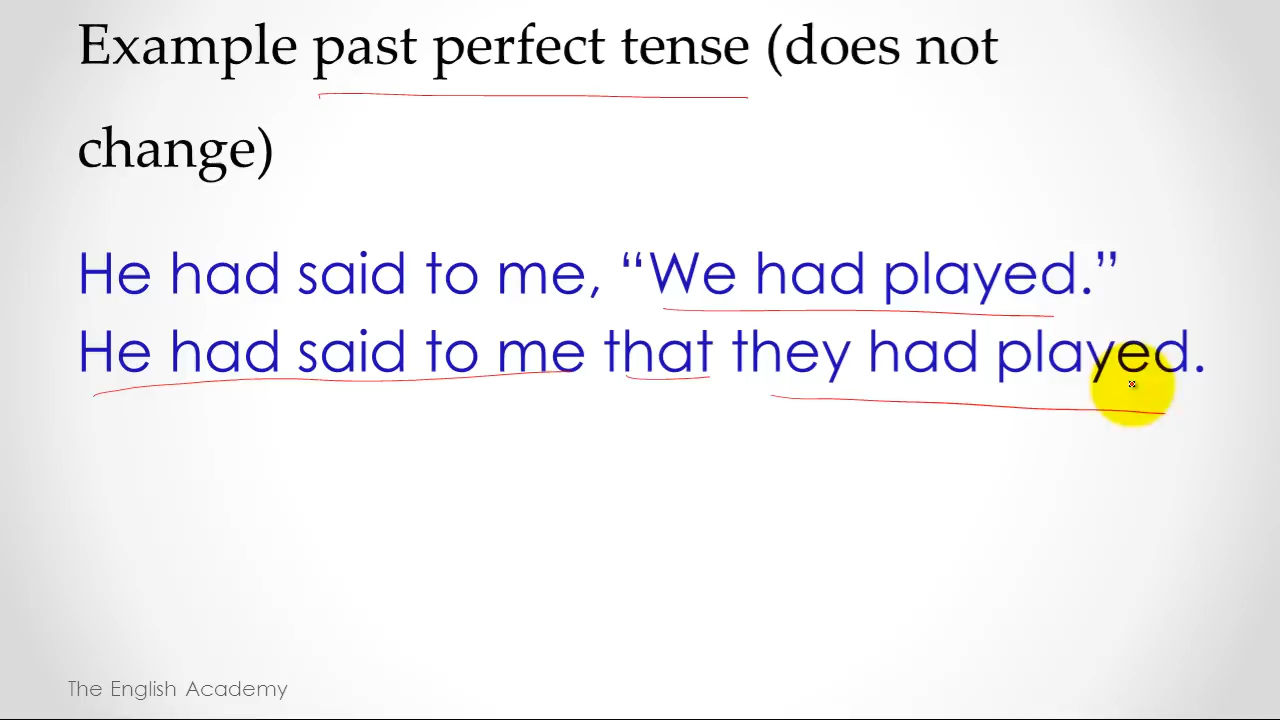 Example past perfect tense (does not
change)
He had said to me, “We had played.”
He had said to me that they had played.
The English Academy